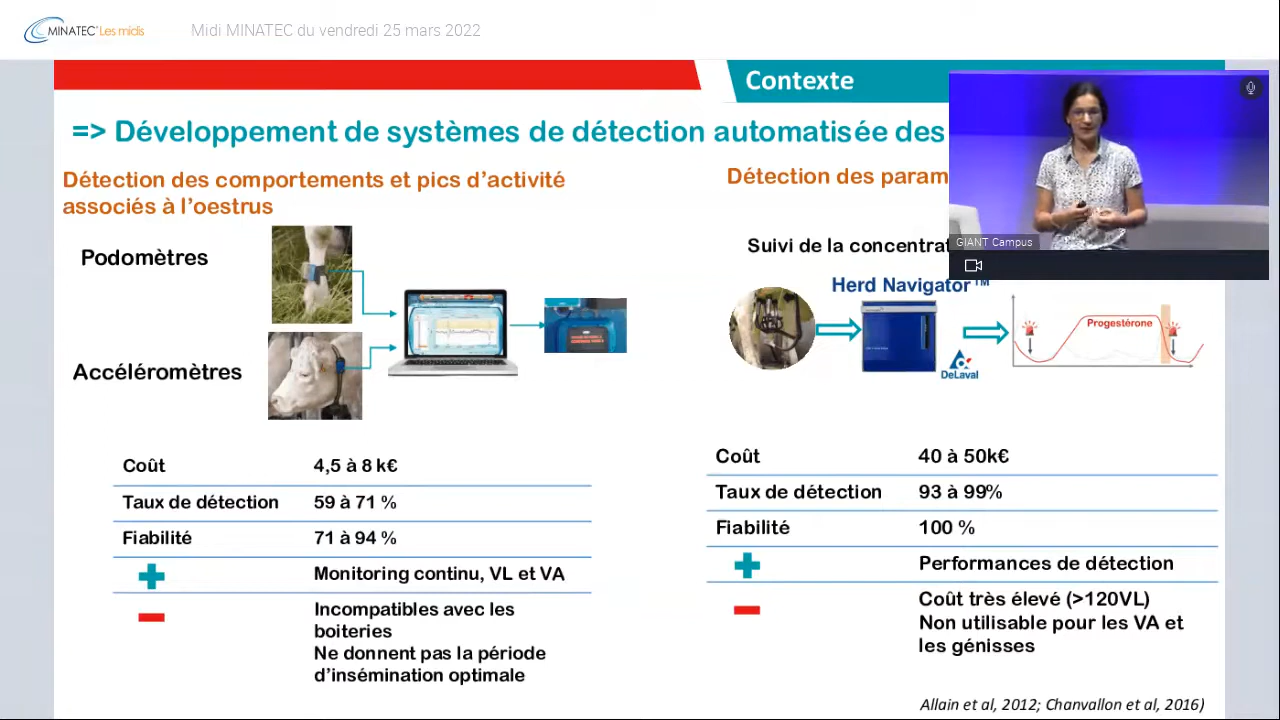 MINATEC Les midis
Midi MINATEC du vendredi 25 mars 2022
Contexte
=> Développement de systèmes de détection automatisée des
Détection des comportements et pics d’activité
associés à l’oestrus
Podomètres
Accéléromètres
Coût 4,5 à 8 k€
Taux de détection 59 à 71 %
Fiabilité 71 à 94 %
Monitoring continu, VL et VA
Incompatibles avec les
boiteries
Ne donnent pas la période
d’insémination optimale
Détection des param
Suivi de la concentrat
GIANT Campus
Herd Navigator™
Progestérone
DeLaval
Coût 40 à 50k€
Taux de détection 93 à 99%
Fiabilité 100 %
Performances de détection
Coût très élevé (>120VL)
Non utilisable pour les VA et
les génisses
Allain et al, 2012; Chanvallon et al, 2016)